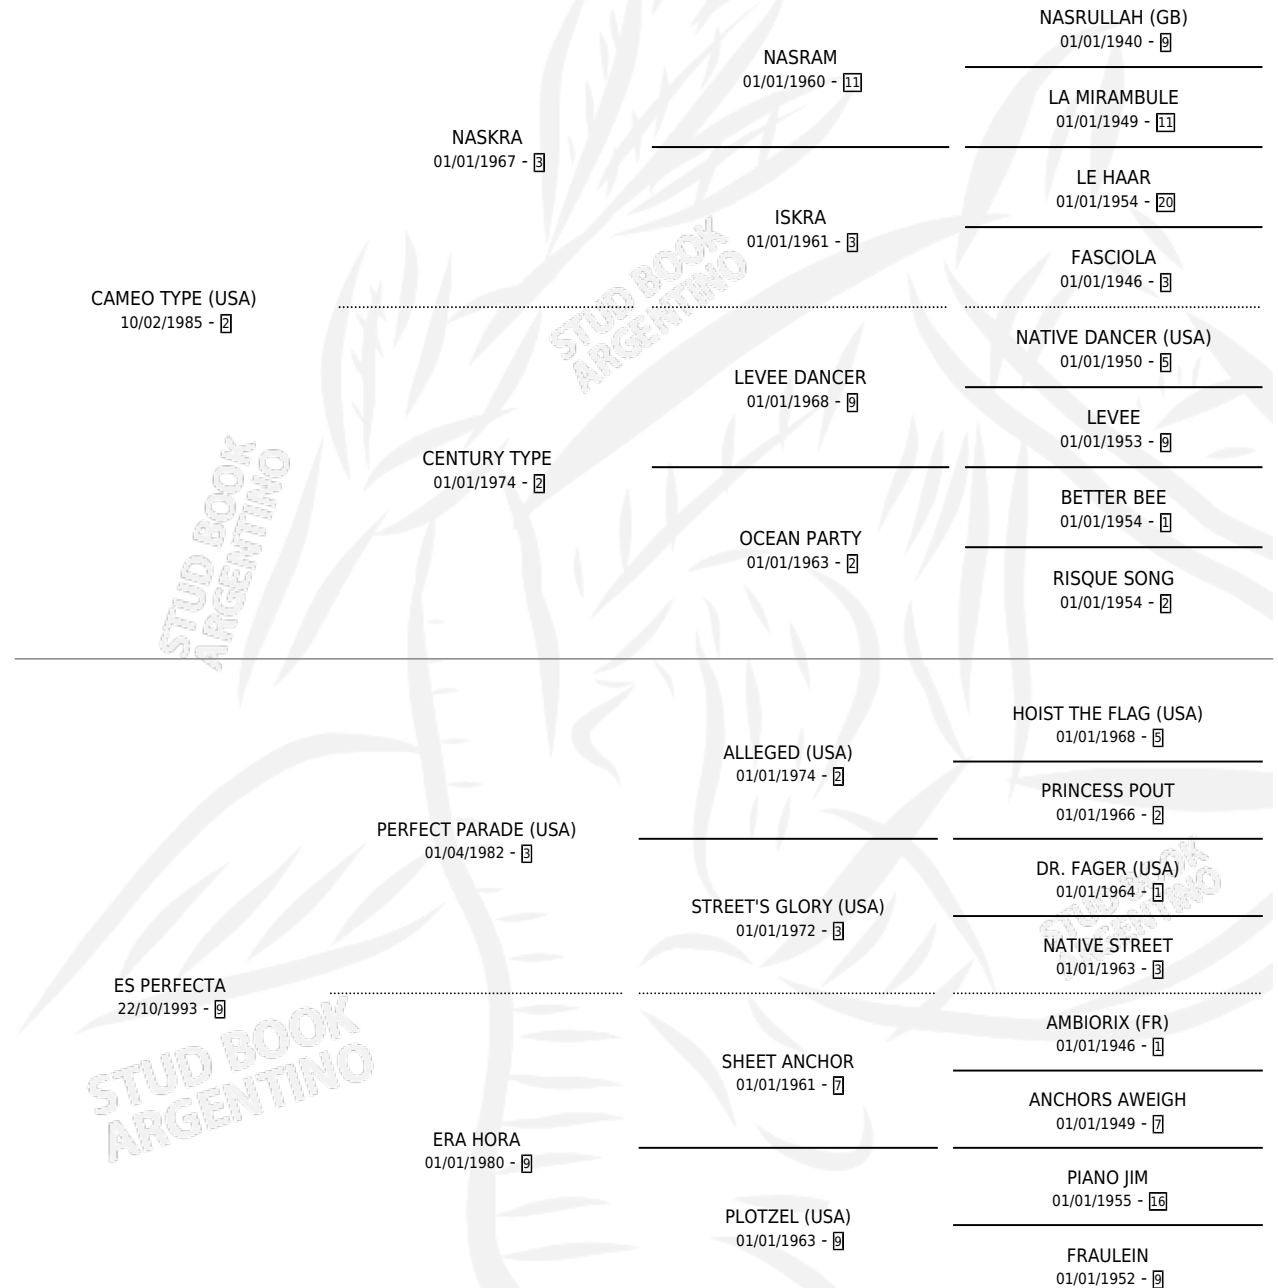 NASRULLAH (GB)
01/01/1940 - 9
NASRAM
01/01/1960 - 11
LA MIRAMBULE
01/01/1949 - 11
NASKRA
01/01/1967 - 3
LE HAAR
01/01/1954 - 20
ISKRA
01/01/1961 - 3
FASCIOLA
01/01/1946 - 3
CAMEO TYPE (USA)
10/02/1985 - 2
NATIVE DANCER (USA)
01/01/1950 - 5
LEVEE DANCER
01/01/1968 - 9
LEVEE
01/01/1953 - 9
CENTURY TYPE
01/01/1974 - 2
BETTER BEE
01/01/1954 - 1
OCEAN PARTY
01/01/1963 - 2
RISQUE SONG
01/01/1954 - 2
HOIST THE FLAG (USA)
01/01/1968 - 5
ALLEGED (USA)
01/01/1974 - 2
PRINCESS POUT
01/01/1966 - 2
PERFECT PARADE (USA)
01/04/1982 - 3
DR. FAGER (USA)
01/01/1964 - 1
STREET'S GLORY (USA)
01/01/1972 - 3
NATIVE STREET
01/01/1963 - 3
ES PERFECTA
22/10/1993 - 9
AMBIORIX (FR)
01/01/1946 - 1
SHEET ANCHOR
01/01/1961 - 7
ANCHORS AWEIGH
01/01/1949 - 7
ERA HORA
01/01/1980 - 9
PIANO JIM
01/01/1955 - 16
PLOTZEL (USA)
01/01/1963 - 9
FRAULEIN
01/01/1952 - 9
STUD BOOK
ARGENTINO
STUD BOOK
ARGENTINO
STUD BOOK
ARGENTINO
STUD BOOK
ARGENTINO